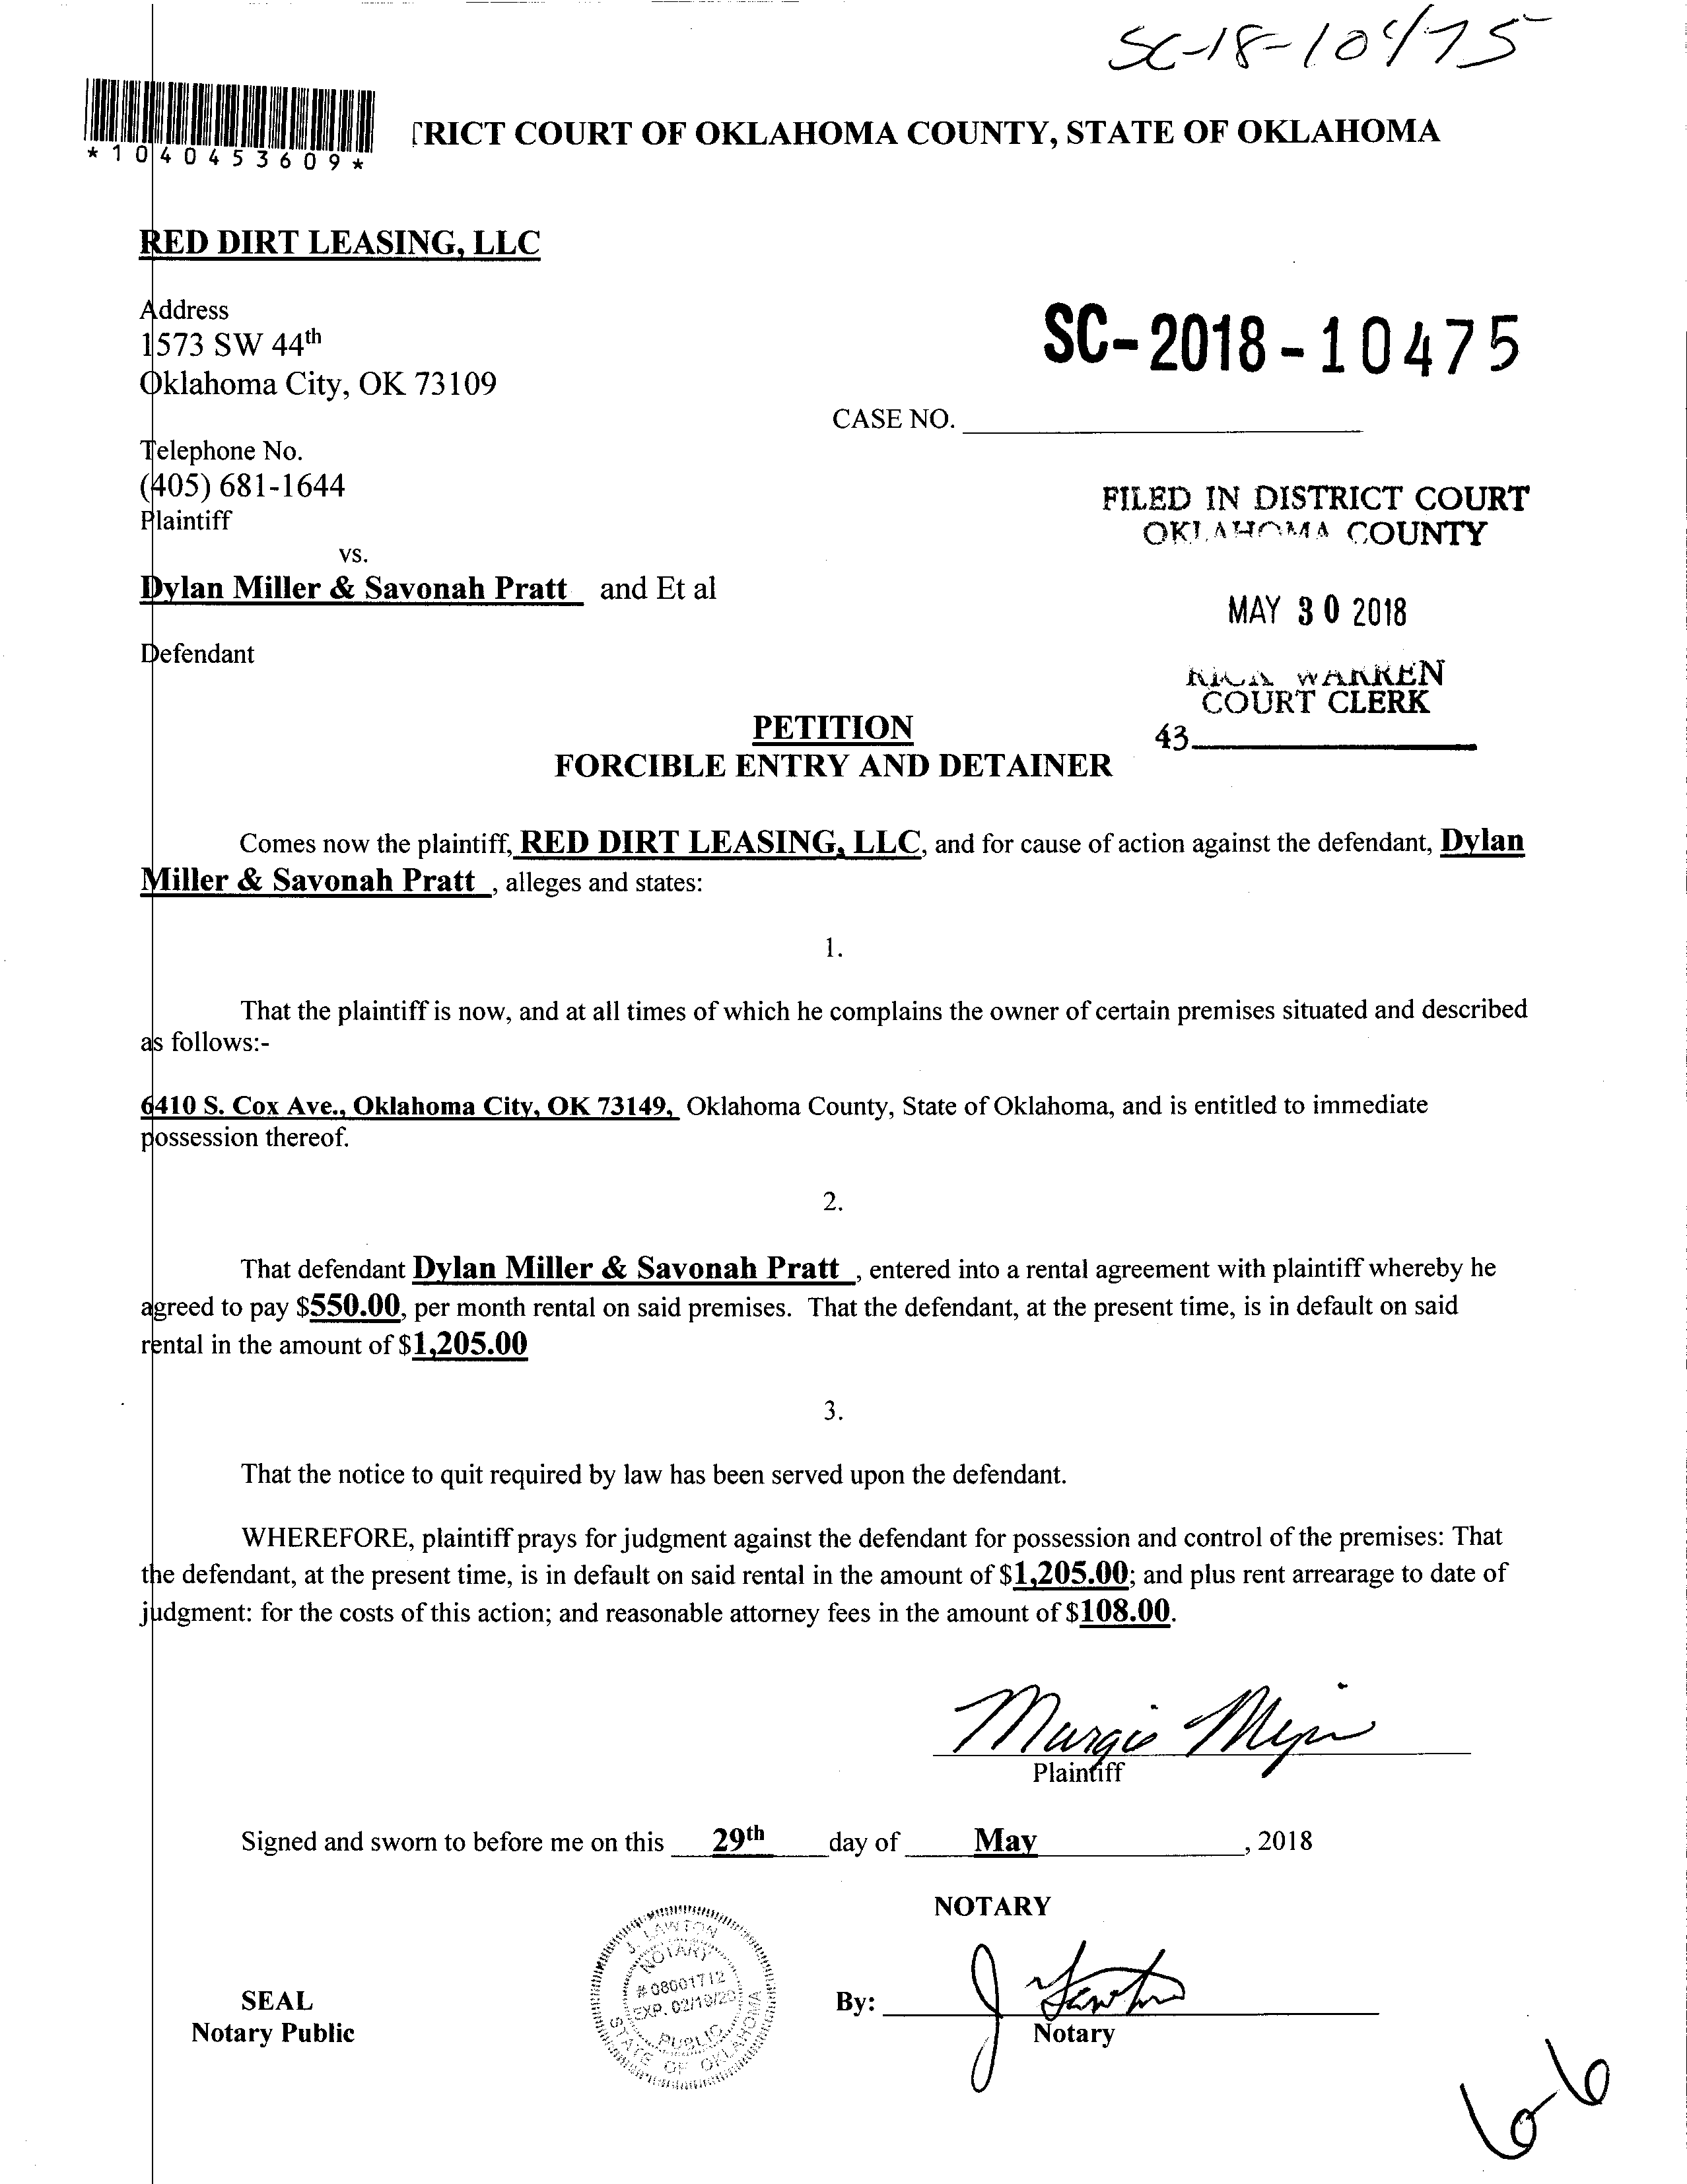 SC-18-10475
*1040453609*
TRICT COURT OF OKLAHOMA COUNTY, STATE OF OKLAHOMA
RED DIRT LEASING, LLC
Address
1573 SW 44th
Oklahoma City, OK 73109
SC-2018-10475
CASE NO.
Telephone No.
(405) 681-1644
Plaintiff
FILED IN DISTRICT COURT
OKLAHOMA COUNTY
vs.
Dylan Miller & Savonah Pratt and Et al
MAY 30 2018
Defendant
RICK WARREN
COURT CLERK
43
PETITION
FORCIBLE ENTRY AND DETAINER
Comes now the plaintiff, RED DIRT LEASING, LLC, and for cause of action against the defendant, Dylan
Miller & Savonah Pratt , alleges and states:
1.
That the plaintiff is now, and at all times of which he complains the owner of certain premises situated and described
as follows:-
6410 S. Cox Ave., Oklahoma City, OK 73149, Oklahoma County, State of Oklahoma, and is entitled to immediate
possession thereof.
2.
That defendant Dylan Miller & Savonah Pratt , entered into a rental agreement with plaintiff whereby he
agreed to pay $550.00, per month rental on said premises. That the defendant, at the present time, is in default on said
rental in the amount of $1,205.00
3.
That the notice to quit required by law has been served upon the defendant.
WHEREFORE, plaintiff prays for judgment against the defendant for possession and control of the premises: That
the defendant, at the present time, is in default on said rental in the amount of $1,205.00; and plus rent arrearage to date of
judgment: for the costs of this action; and reasonable attorney fees in the amount of $108.00.
Plaintiff
Signed and sworn to before me on this 29th day of May , 2018
NOTARY
J. LAWTON
NOTARY
# 08001712
EXP. 02/19/20
PUBLIC
STATE OF OKLAHOMA
SEAL
Notary Public
By: J Lawton
Notary
6-6